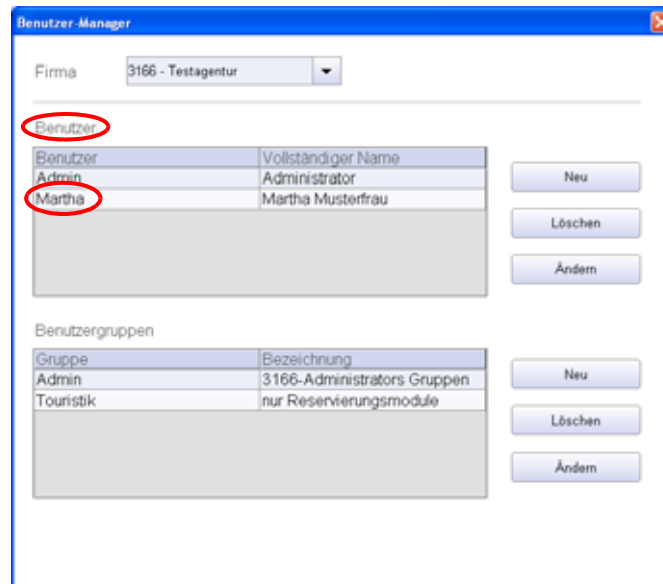 Benutzer-Manager
Firma 3166 - Testagentur
Benutzer
Benutzer Vollständiger Name
Admin Administrator
Martha Martha Musterfrau
Neu
Löschen
Ändern
Benutzergruppen
Gruppe Bezeichnung
Admin 3166-Administrators Gruppen
Touristik nur Reservierungsmodule
Neu
Löschen
Ändern